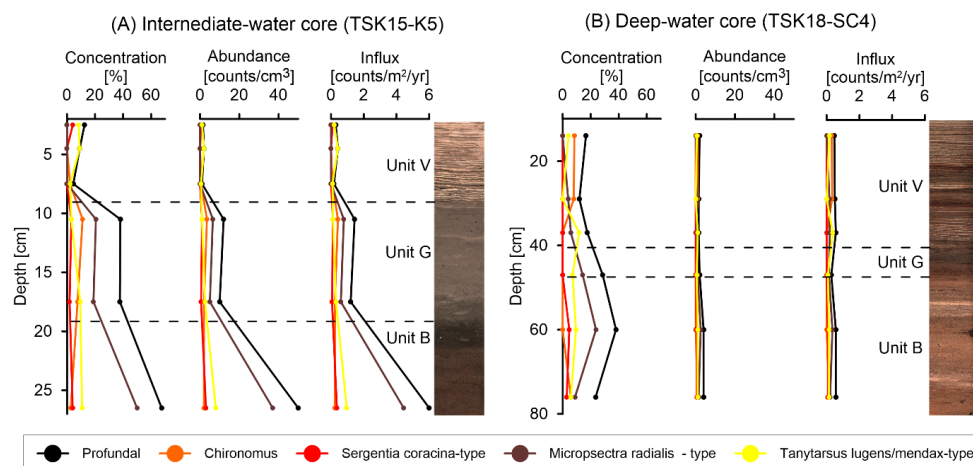 (A) Internediate-water core (TSK15-K5)
(B) Deep-water core (TSK18-SC4)
Concentration [%]
Abundance [counts/cm³]
Influx [counts/m²/yr]
Concentration [%]
Abundance [counts/cm³]
Influx [counts/m²/yr]
0 20 40 60
0 20 40
0 2 4 6
0 20 40 60
0 20 40
0 2 4 6
Depth [cm]
5
10
15
20
25
Unit V
Unit G
Unit B
Depth [cm]
20
40
60
80
Unit V
Unit G
Unit B
Profundal
Chironomus
Sergentia coracina-type
Micropsectra radialis - type
Tanytarsus lugens/mendax-type